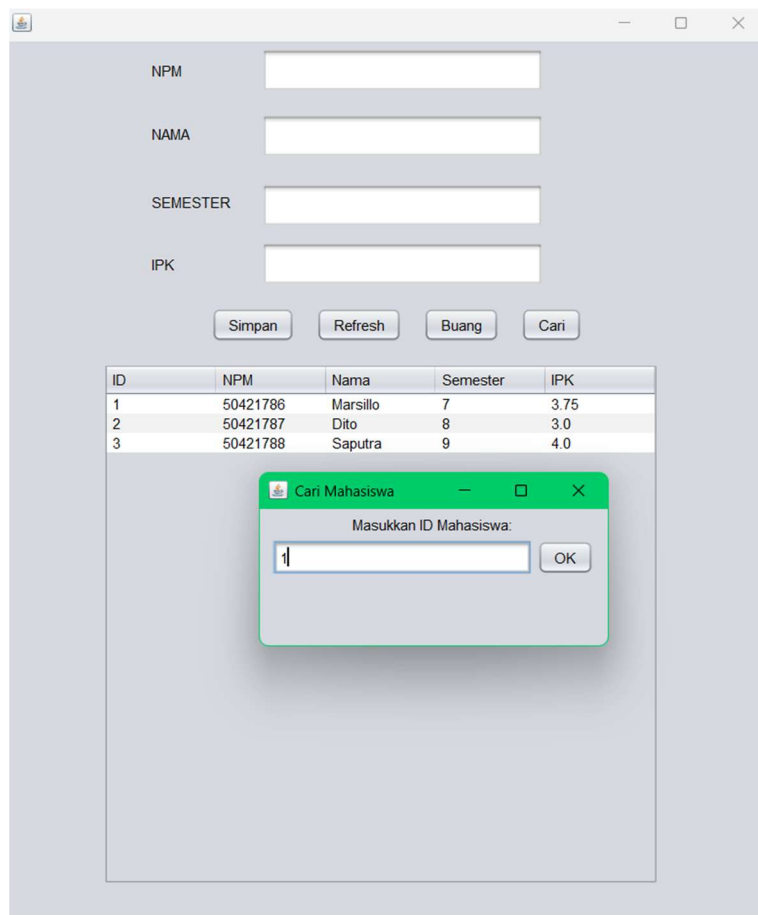 NPM
NAMA
SEMESTER
IPK
Simpan Refresh Buang Cari
ID NPM Nama Semester IPK
1 50421786 Marsillo 7 3.75
2 50421787 Dito 8 3.0
3 50421788 Saputra 9 4.0
Cari Mahasiswa
Masukkan ID Mahasiswa:
1 OK